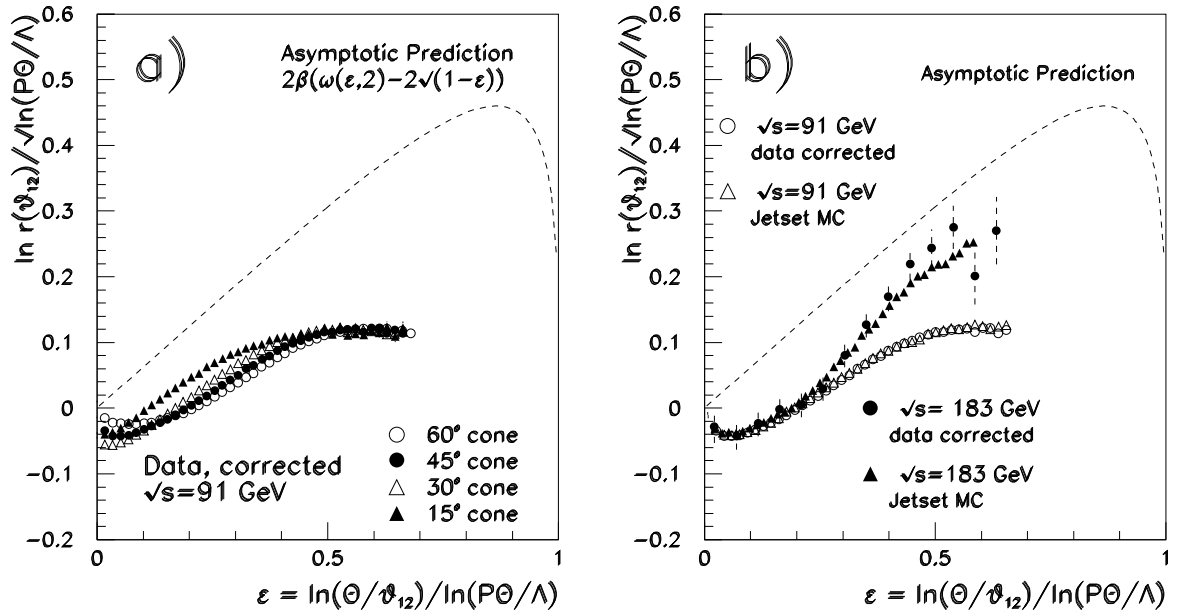 ln r(ϑ₁₂)/√ln(PΘ/Λ)
0.6
0.5
0.4
0.3
0.2
0.1
0
-0.1
-0.2
a)
Asymptotic Prediction
2β(ω(ε,2)-2√(1-ε))
Data, corrected
√s=91 GeV
60° cone
45° cone
30° cone
15° cone
0
0.5
1
ε = ln(Θ/ϑ₁₂)/ln(PΘ/Λ)
ln r(ϑ₁₂)/√ln(PΘ/Λ)
0.6
0.5
0.4
0.3
0.2
0.1
0
-0.1
-0.2
b)
Asymptotic Prediction
√s=91 GeV
data corrected
√s=91 GeV
Jetset MC
√s= 183 GeV
data corrected
√s=183 GeV
Jetset MC
0
0.5
1
ε = ln(Θ/ϑ₁₂)/ln(PΘ/Λ)